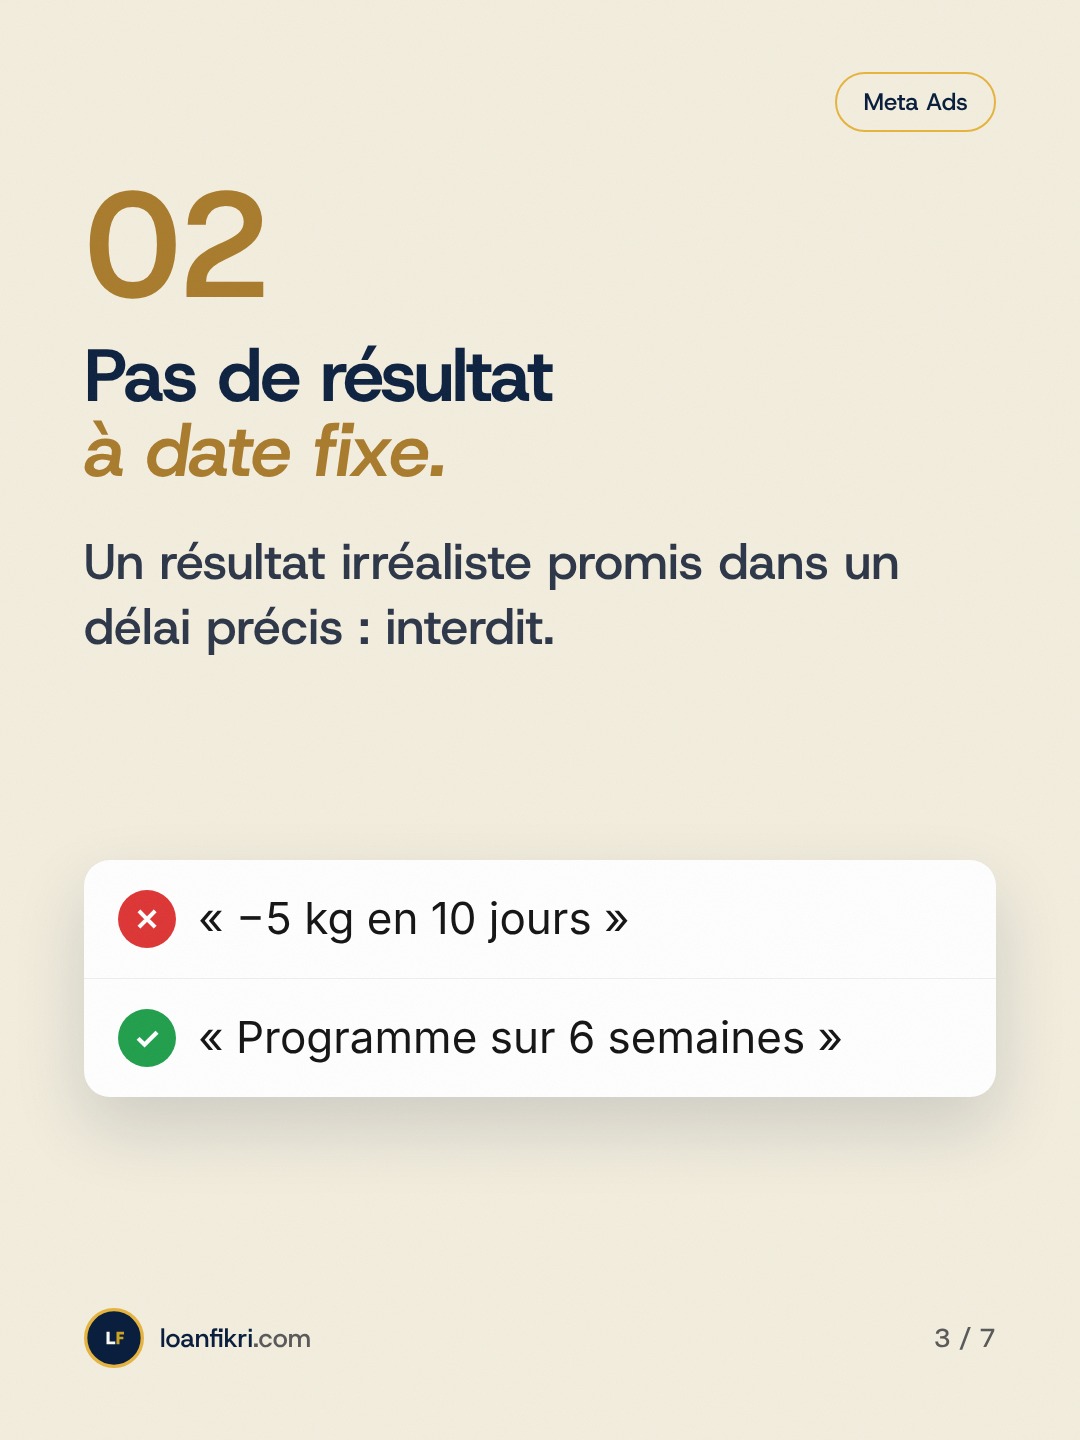 Meta Ads
02
Pas de résultat
à date fixe.
Un résultat irréaliste promis dans un
délai précis : interdit.
« −5 kg en 10 jours »
« Programme sur 6 semaines »
LF
loanfikri.com
3 / 7